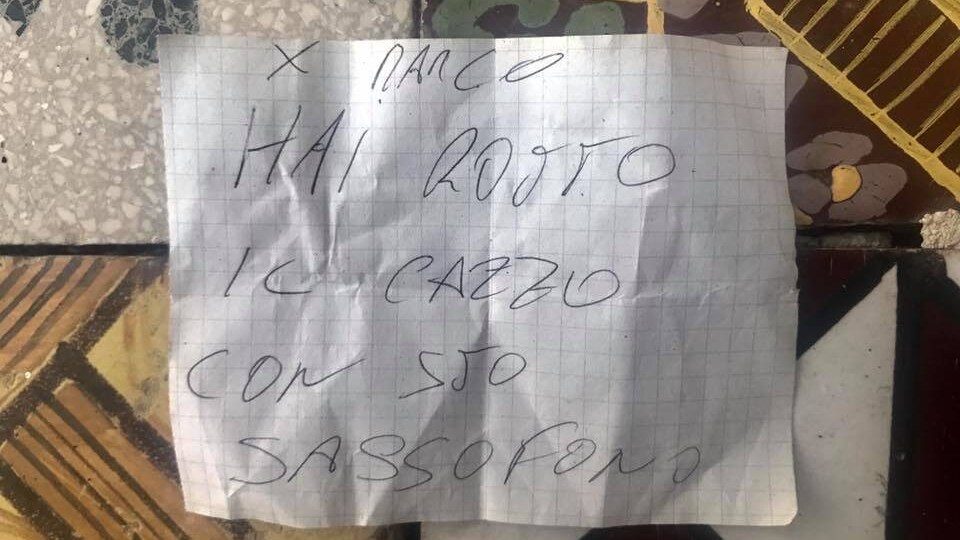 X MARCO
HAI ROTTO
IL CAZZO
CON STO
SASSOFONO